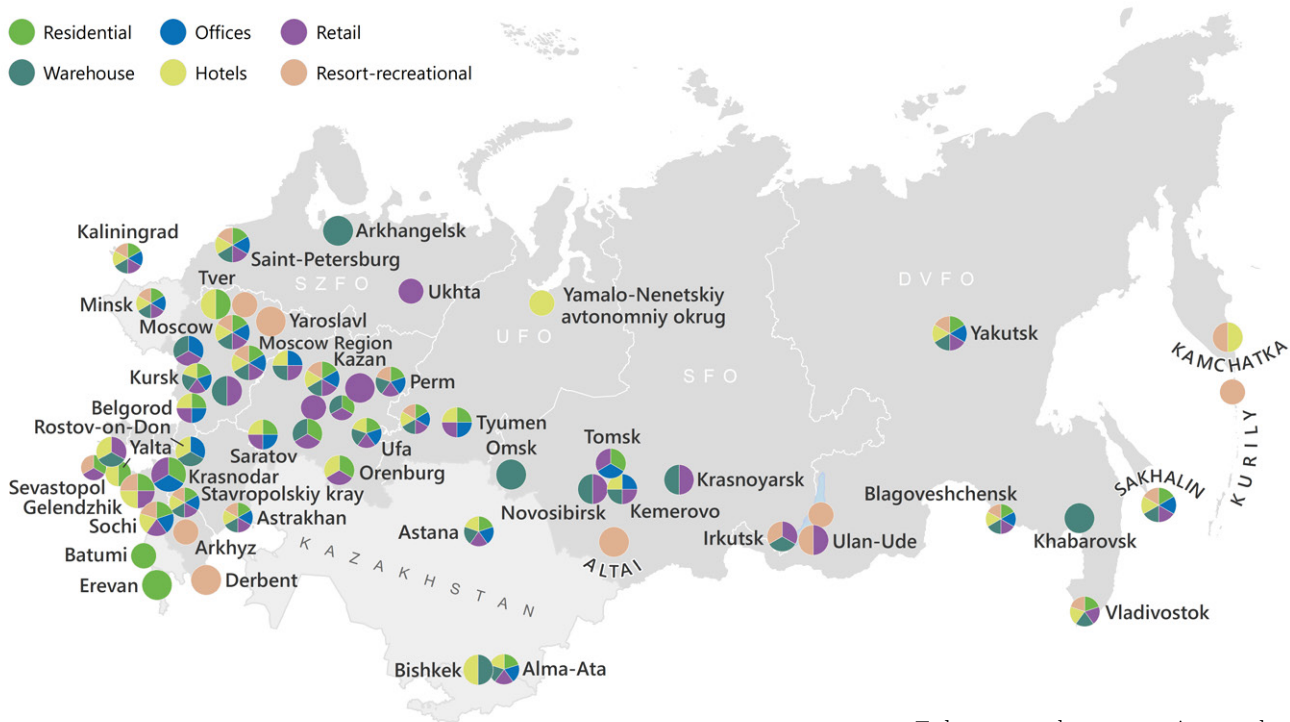 Residential
Offices
Retail
Warehouse
Hotels
Resort-recreational
Kaliningrad
Arkhangelsk
Saint-Petersburg
SZFO
Tver
Ukhta
Yamalo-Nenetskiy
avtonomniy okrug
DVFO
Minsk
Yaroslavl
Moscow
UFO
Yakutsk
Moscow Region
Kazan
KAMCHATKA
Kursk
Perm
SFO
Belgorod
Rostov-on-Don
Tyumen
Yalta
Saratov
Ufa
Omsk
Tomsk
KURILY
Krasnodar
Orenburg
Krasnoyarsk
SAKHALIN
Sevastopol
Stavropolskiy kray
Novosibirsk
Blagoveshchensk
Gelendzhik
Kemerovo
Sochi
Astrakhan
Astana
Irkutsk
Ulan-Ude
Khabarovsk
Arkhyz
KAZAKHSTAN
ALTAI
Batumi
Erevan
Derbent
Vladivostok
Bishkek
Alma-Ata